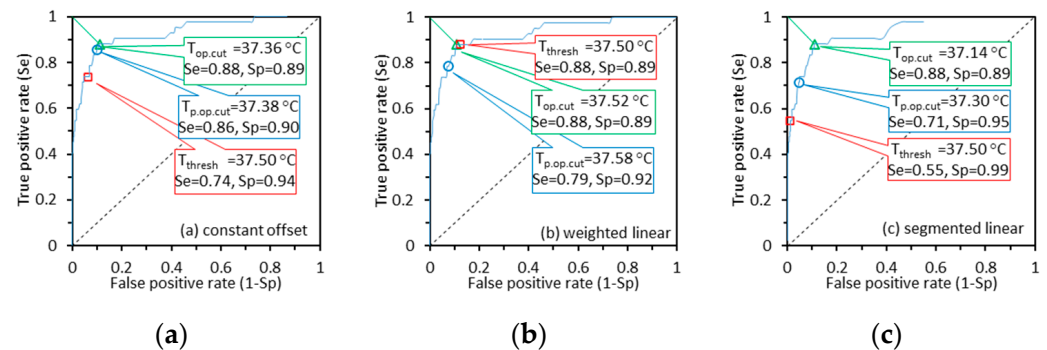 True positive rate (Se)
1
0.8
0.6
0.4
0.2
0
T_op.cut =37.36 °C
Se=0.88, Sp=0.89
T_p.op.cut=37.38 °C
Se=0.86, Sp=0.90
T_thresh =37.50 °C
Se=0.74, Sp=0.94
(a) constant offset
0 0.2 0.4 0.6 0.8 1
False positive rate (1-Sp)
(a)
True positive rate (Se)
1
0.8
0.6
0.4
0.2
0
T_thresh =37.50 °C
Se=0.88, Sp=0.89
T_op.cut =37.52 °C
Se=0.88, Sp=0.89
T_p.op.cut=37.58 °C
Se=0.79, Sp=0.92
(b) weighted linear
0 0.2 0.4 0.6 0.8 1
False positive rate (1-Sp)
(b)
True positive rate (Se)
1
0.8
0.6
0.4
0.2
0
T_op.cut =37.14 °C
Se=0.88, Sp=0.89
T_p.op.cut=37.30 °C
Se=0.71, Sp=0.95
T_thresh =37.50 °C
Se=0.55, Sp=0.99
(c) segmented linear
0 0.2 0.4 0.6 0.8 1
False positive rate (1-Sp)
(c)